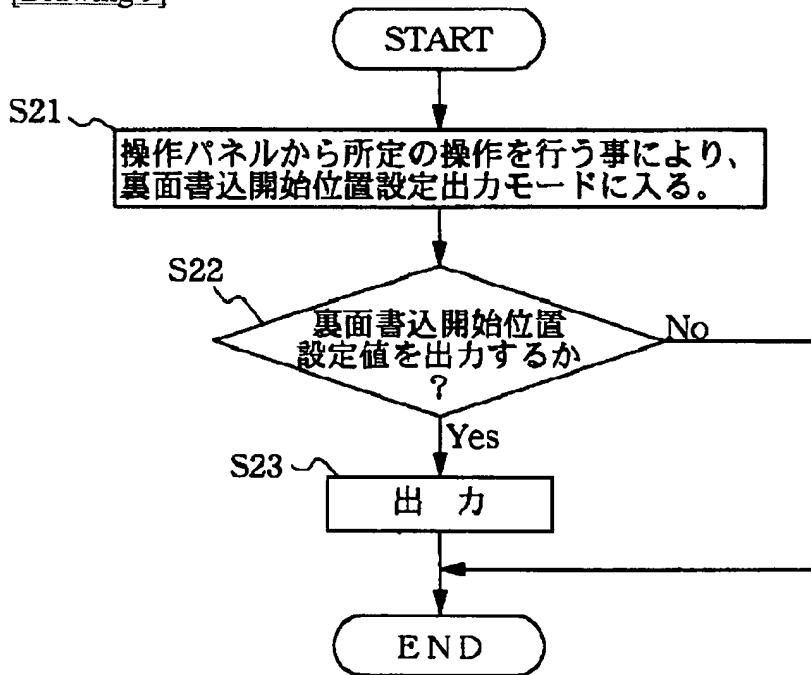 START
S21
操作パネルから所定の操作を行う事により、
裏面書込開始位置設定出力モードに入る。
S22
裏面書込開始位置
設定値を出力するか
?
No
Yes
S23
出 力
END